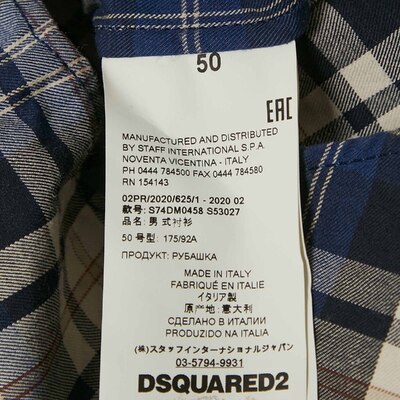 50
EAC
MANUFACTURED AND DISTRIBUTED
BY STAFF INTERNATIONAL S.P.A.
NOVENTA VICENTINA - ITALY
PH 0444 784500 FAX 0444 784580
RN 154143
02PR/2020/625/1 - 2020 02
款号: S74DM0458 S53027
品名: 男式衬衫
50 号型: 175/92A
ПРОДУКТ: РУБАШКА
MADE IN ITALY
FABRIQUÉ EN ITALIE
イタリア製
原产地: 意大利
СДЕЛАНО В ИТАЛИИ
PRODUTO NA ITALIA
(株)スタッフインターナショナルジャパン
03-5794-9931
DSQUARED2